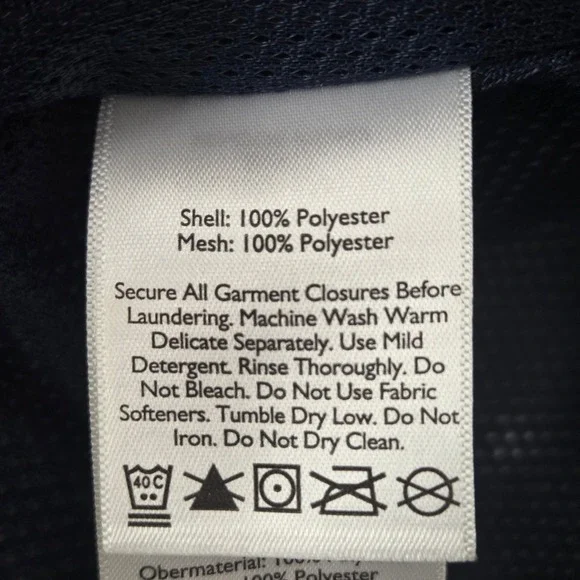 Shell: 100% Polyester
Mesh: 100% Polyester
Secure All Garment Closures Before
Laundering. Machine Wash Warm
Delicate Separately. Use Mild
Detergent. Rinse Thoroughly. Do
Not Bleach. Do Not Use Fabric
Softeners. Tumble Dry Low. Do Not
Iron. Do Not Dry Clean.
40C
Obermaterial:
100% Polyester